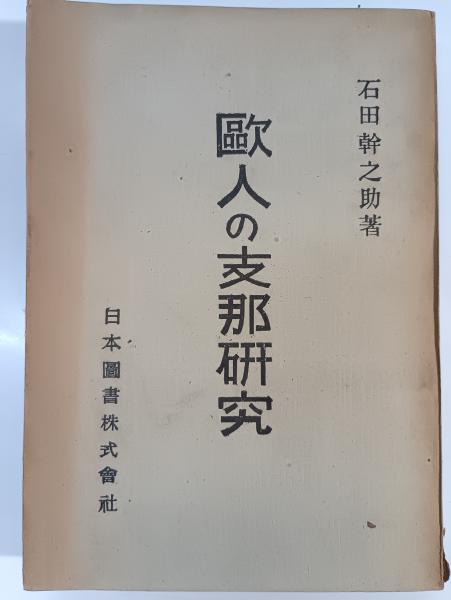 石田幹之助著
歐人の支那硏究
日本圖書株式會社